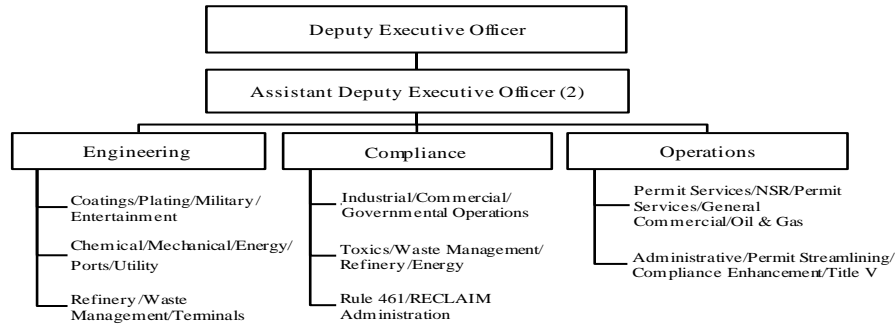 Deputy Executive Officer
Assistant Deputy Executive Officer (2)
Engineering
Coatings/Plating/Military/
Entertainment
Chemical/Mechanical/Energy/
Ports/Utility
Refinery/Waste
Management/Terminals
Compliance
Industrial/Commercial/
Governmental Operations
Toxics/Waste Management/
Refinery/Energy
Rule 461/RECLAIM
Administration
Operations
Permit Services/NSR/Permit
Services/General
Commercial/Oil & Gas
Administrative/Permit Streamlining/
Compliance Enhancement/Title V